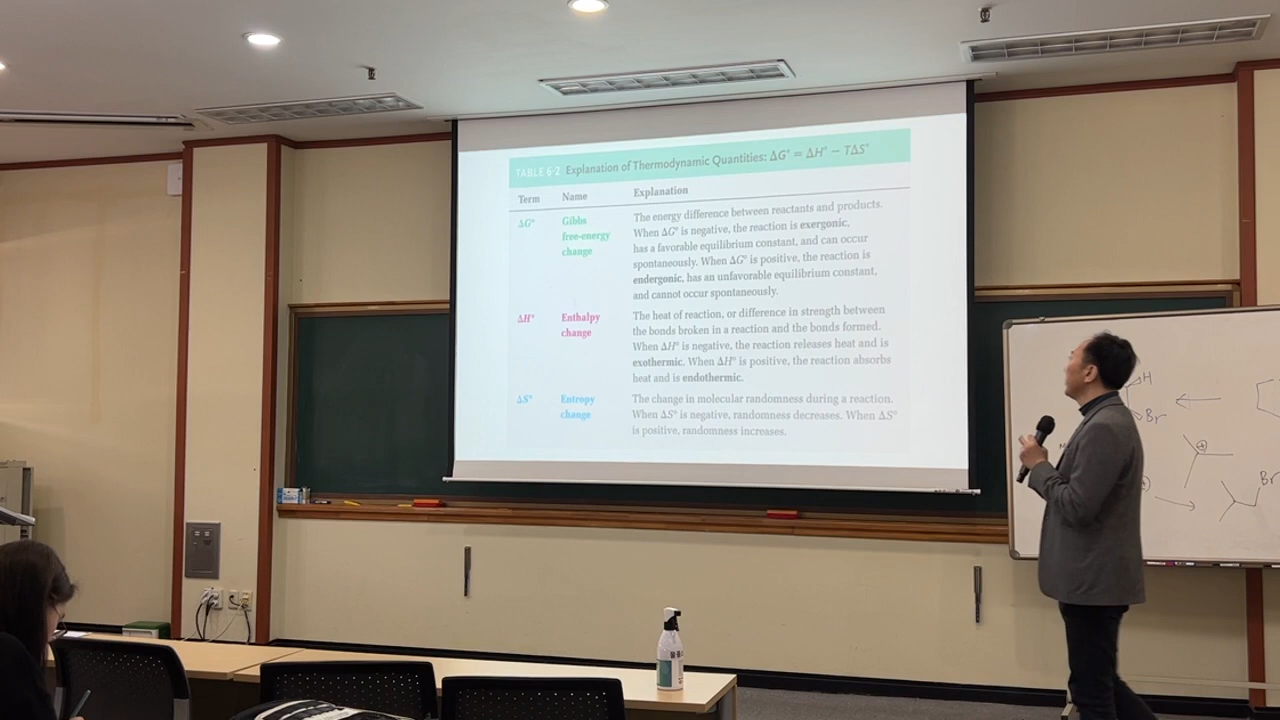 TABLE 6-2 Explanation of Thermodynamic Quantities: ΔG° = ΔH° − TΔS°
Term Name Explanation
ΔG° Gibbs free-energy change
The energy difference between reactants and products.
When ΔG° is negative, the reaction is exergonic,
has a favorable equilibrium constant, and can occur
spontaneously. When ΔG° is positive, the reaction is
endergonic, has an unfavorable equilibrium constant,
and cannot occur spontaneously.
ΔH° Enthalpy change
The heat of reaction, or difference in strength between
the bonds broken in a reaction and the bonds formed.
When ΔH° is negative, the reaction releases heat and is
exothermic. When ΔH° is positive, the reaction absorbs
heat and is endothermic.
ΔS° Entropy change
The change in molecular randomness during a reaction.
When ΔS° is negative, randomness decreases. When ΔS°
is positive, randomness increases.
H
Br
Br